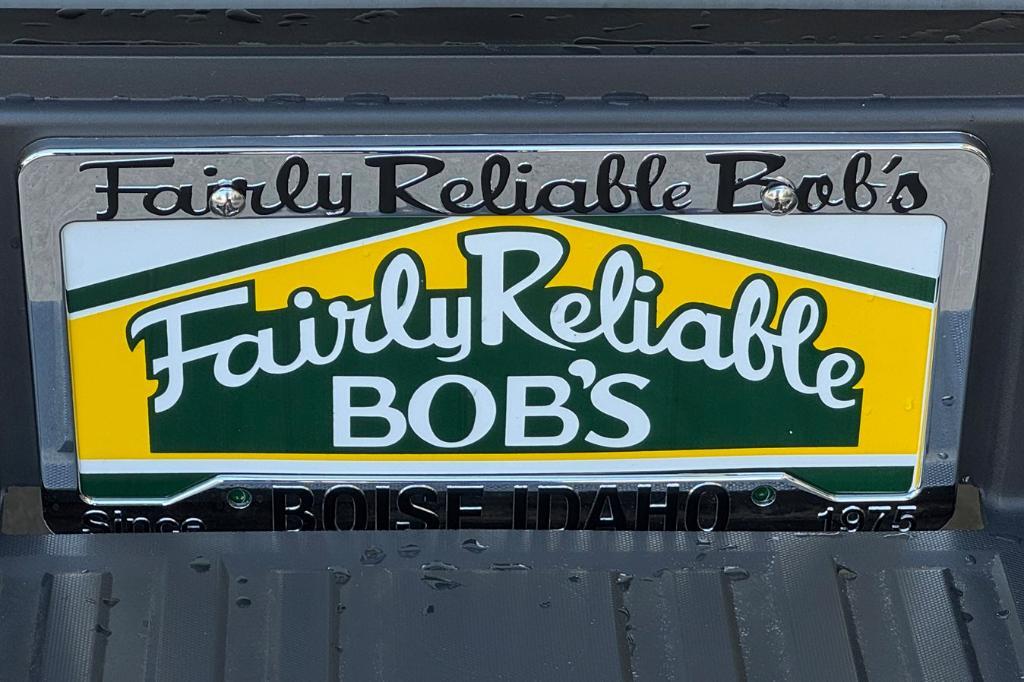 Fairly Reliable Bob's
Fairly Reliable
BOB'S
Since BOISE IDAHO 1975